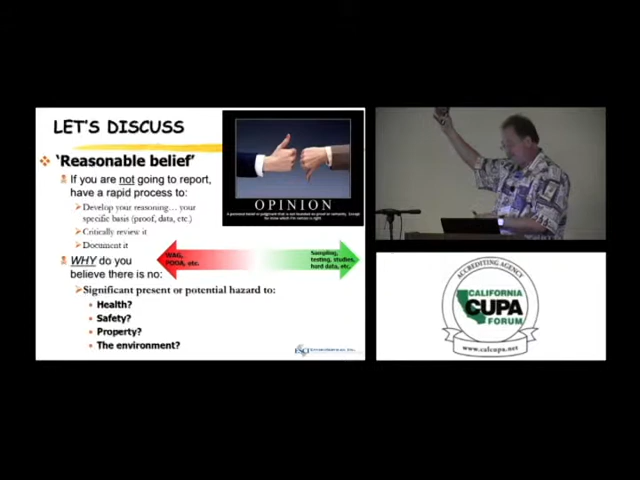 LET'S DISCUSS
'Reasonable belief'
If you are not going to report,
have a rapid process to:
Develop your reasoning… your
specific basis (proof, data, etc.)
Critically review it
Document it
WHY do you
believe there is no:
Significant present or potential hazard to:
Health?
Safety?
Property?
The environment?
OPINION
WAG,
POOA, etc.
Sampling,
testing, studies,
hard data, etc.
ACCREDITING AGENCY
CALIFORNIA
CUPA
FORUM
www.calcupa.net